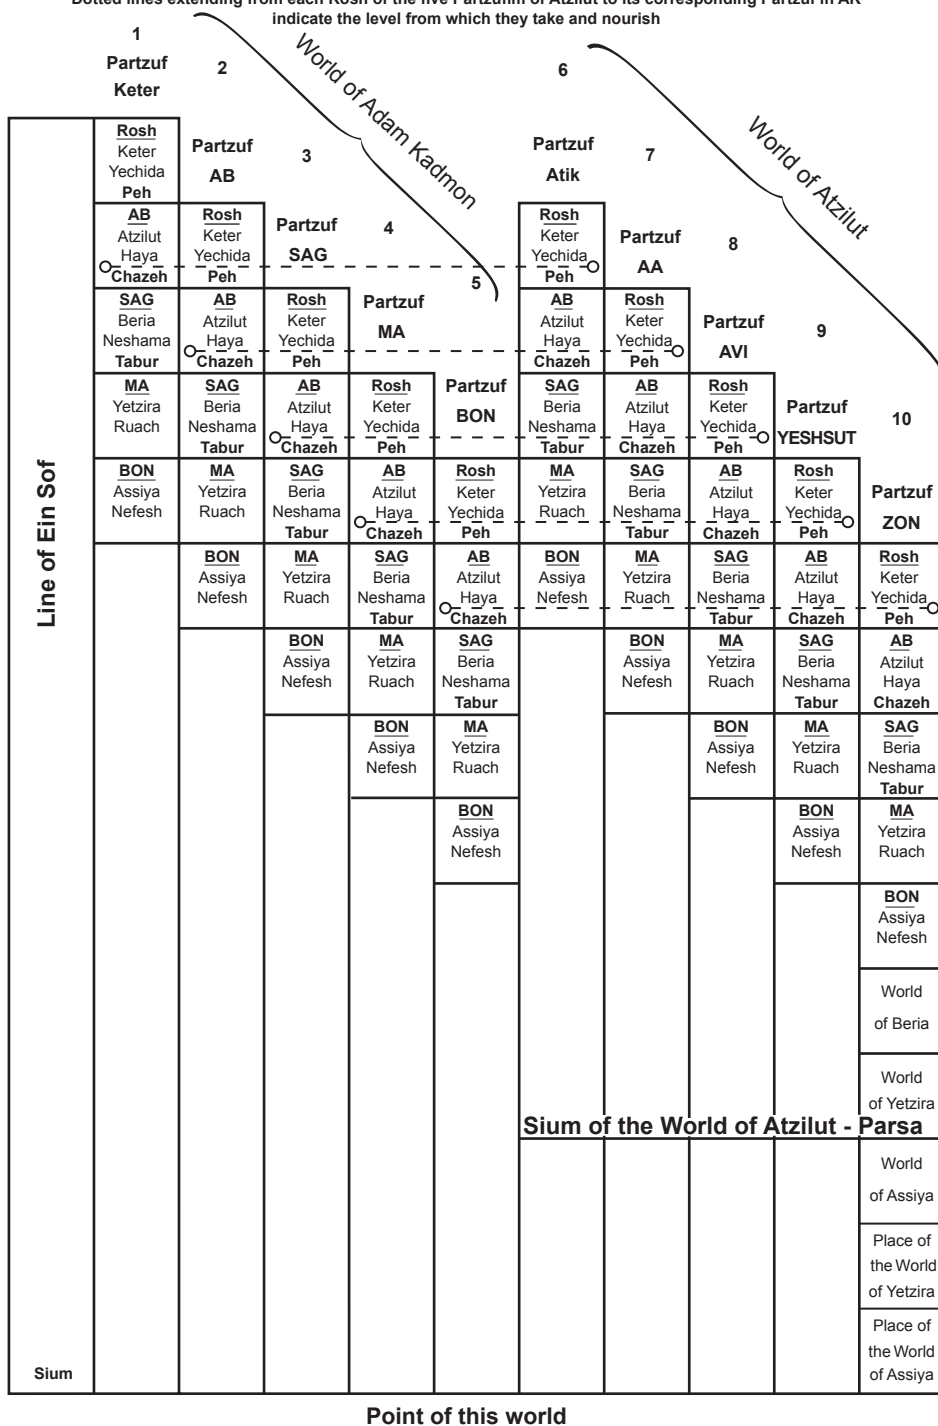 Dotted lines extending from each Rosh of the five Partzufim of Atzilut to its corresponding Partzuf in AK
indicate the level from which they take and nourish
World of Adam Kadmon
World of Atzilut
Line of Ein Sof
Sium
1
Partzuf
Keter
Rosh
Keter
Yechida
Peh
AB
Atzilut
Haya
Chazeh
SAG
Beria
Neshama
Tabur
MA
Yetzira
Ruach
BON
Assiya
Nefesh
2
Partzuf
AB
Rosh
Keter
Yechida
Peh
AB
Atzilut
Haya
Chazeh
SAG
Beria
Neshama
Tabur
MA
Yetzira
Ruach
BON
Assiya
Nefesh
3
Partzuf
SAG
Rosh
Keter
Yechida
Peh
AB
Atzilut
Haya
Chazeh
SAG
Beria
Neshama
Tabur
MA
Yetzira
Ruach
BON
Assiya
Nefesh
4
Partzuf
MA
Rosh
Keter
Yechida
Peh
AB
Atzilut
Haya
Chazeh
SAG
Beria
Neshama
Tabur
MA
Yetzira
Ruach
BON
Assiya
Nefesh
5
Partzuf
BON
Rosh
Keter
Yechida
Peh
AB
Atzilut
Haya
Chazeh
SAG
Beria
Neshama
Tabur
MA
Yetzira
Ruach
BON
Assiya
Nefesh
6
Partzuf
Atik
Rosh
Keter
Yechida
Peh
AB
Atzilut
Haya
Chazeh
SAG
Beria
Neshama
Tabur
MA
Yetzira
Ruach
BON
Assiya
Nefesh
7
Partzuf
AA
Rosh
Keter
Yechida
Peh
AB
Atzilut
Haya
Chazeh
SAG
Beria
Neshama
Tabur
MA
Yetzira
Ruach
BON
Assiya
Nefesh
8
Partzuf
AVI
Rosh
Keter
Yechida
Peh
AB
Atzilut
Haya
Chazeh
SAG
Beria
Neshama
Tabur
MA
Yetzira
Ruach
BON
Assiya
Nefesh
9
Partzuf
YESHSUT
Rosh
Keter
Yechida
Peh
AB
Atzilut
Haya
Chazeh
SAG
Beria
Neshama
Tabur
MA
Yetzira
Ruach
BON
Assiya
Nefesh
10
Partzuf
ZON
Rosh
Keter
Yechida
Peh
AB
Atzilut
Haya
Chazeh
SAG
Beria
Neshama
Tabur
MA
Yetzira
Ruach
BON
Assiya
Nefesh
World
of Beria
World
of Yetzira
Sium of the World of Atzilut - Parsa
World
of Assiya
Place of
the World
of Yetzira
Place of
the World
of Assiya
Point of this world